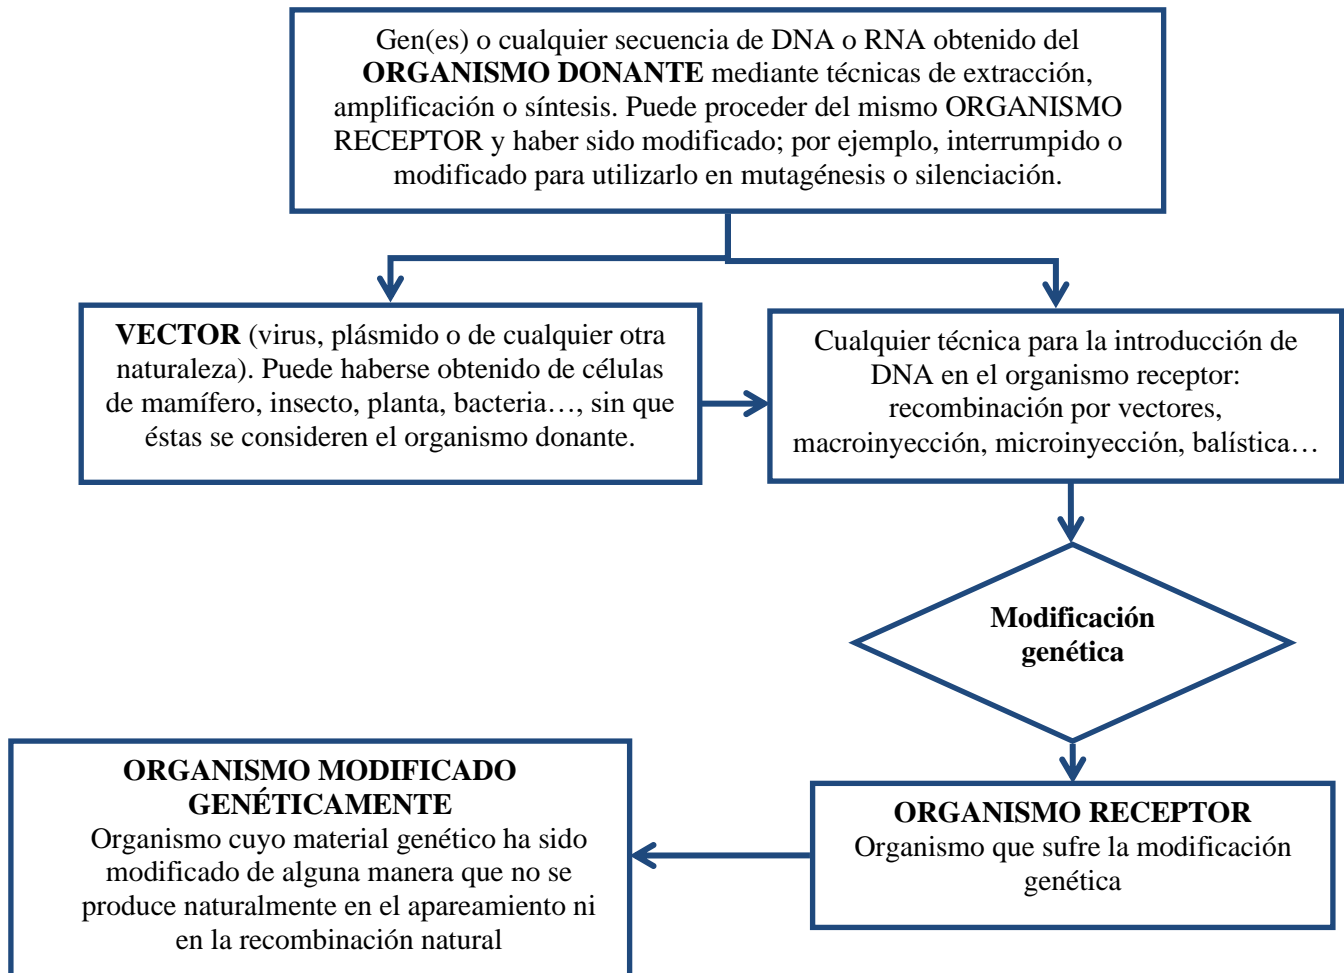 Gen(es) o cualquier secuencia de DNA o RNA obtenido del
ORGANISMO DONANTE mediante técnicas de extracción,
amplificación o síntesis. Puede proceder del mismo ORGANISMO
RECEPTOR y haber sido modificado; por ejemplo, interrumpido o
modificado para utilizarlo en mutagénesis o silenciación.
VECTOR (virus, plásmido o de cualquier otra
naturaleza). Puede haberse obtenido de células
de mamífero, insecto, planta, bacteria…, sin que
éstas se consideren el organismo donante.
Cualquier técnica para la introducción de
DNA en el organismo receptor:
recombinación por vectores,
macroinyección, microinyección, balística…
Modificación
genética
ORGANISMO RECEPTOR
Organismo que sufre la modificación
genética
ORGANISMO MODIFICADO
GENÉTICAMENTE
Organismo cuyo material genético ha sido
modificado de alguna manera que no se
produce naturalmente en el apareamiento ni
en la recombinación natural